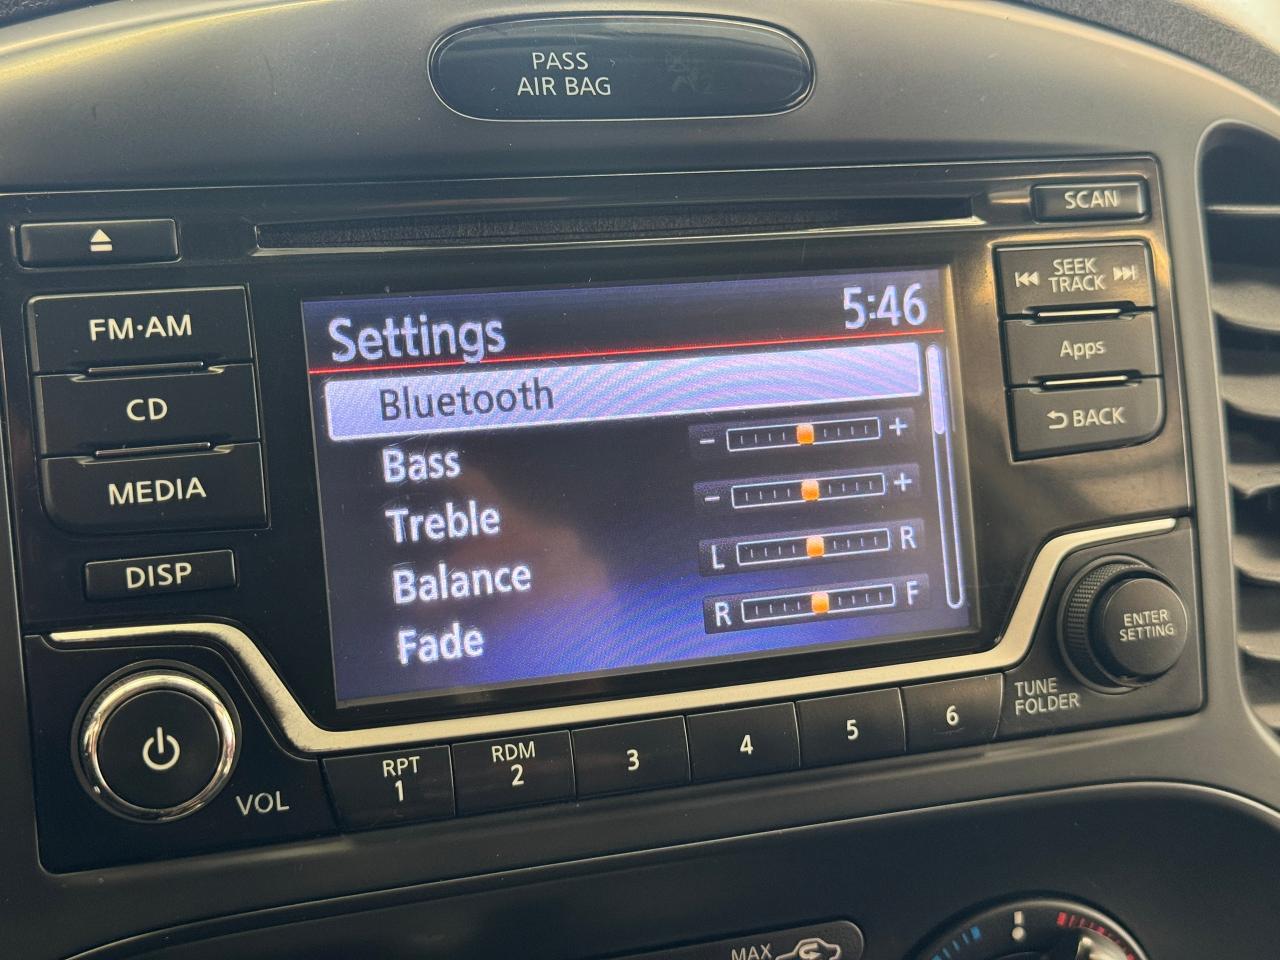 PASS
AIR BAG
SCAN
SEEK
TRACK
FM·AM
Settings
5:46
Apps
Bluetooth
CD
BACK
Bass
- +
MEDIA
Treble
- +
Balance
L R
DISP
Fade
R F
ENTER
SETTING
TUNE
FOLDER
VOL
RPT
1
RDM
2
3
4
5
6
MAX